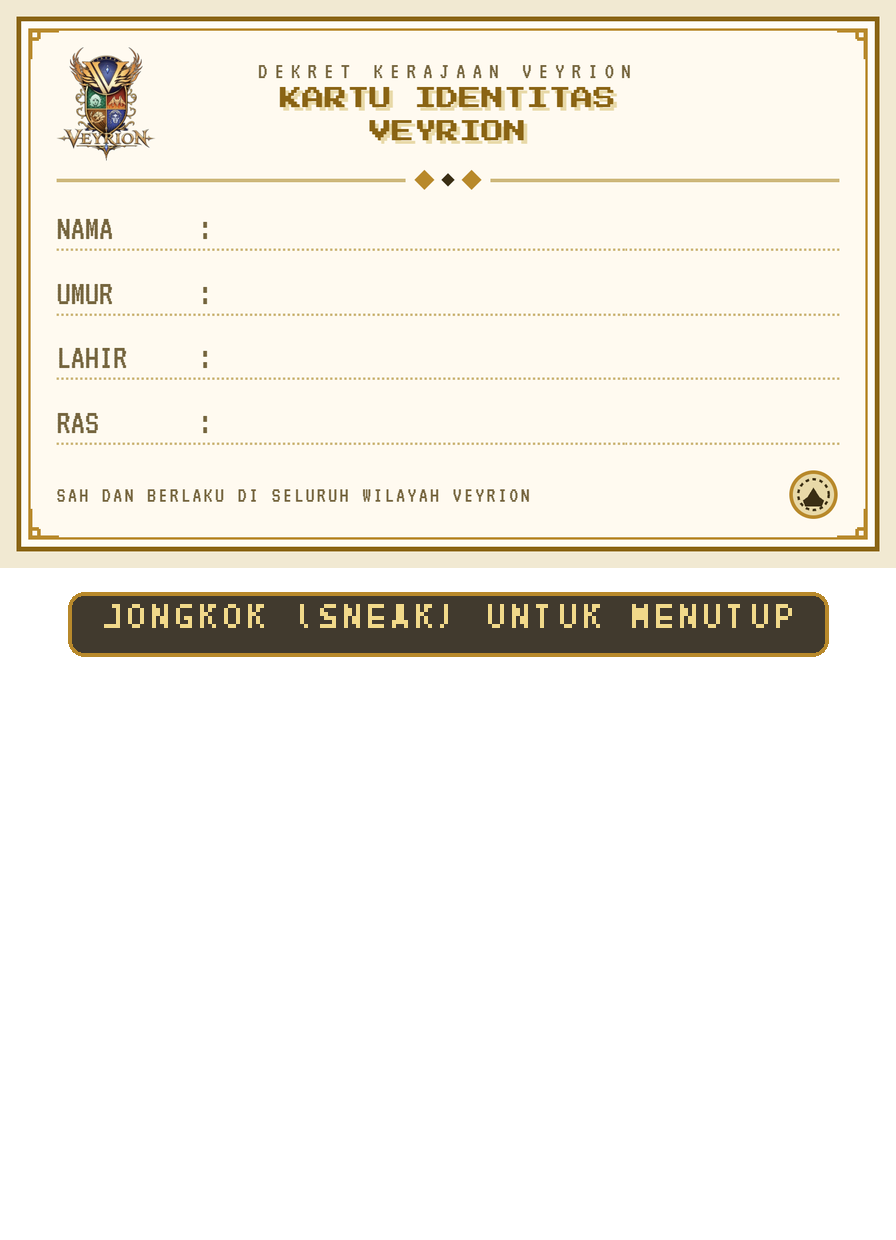 DEKRET KERAJAAN VEYRION
KARTU IDENTITAS
VEYRION
VEYRION
NAMA :
UMUR :
LAHIR :
RAS :
SAH DAN BERLAKU DI SELURUH WILAYAH VEYRION
JONGKOK (SNEAK) UNTUK MENUTUP